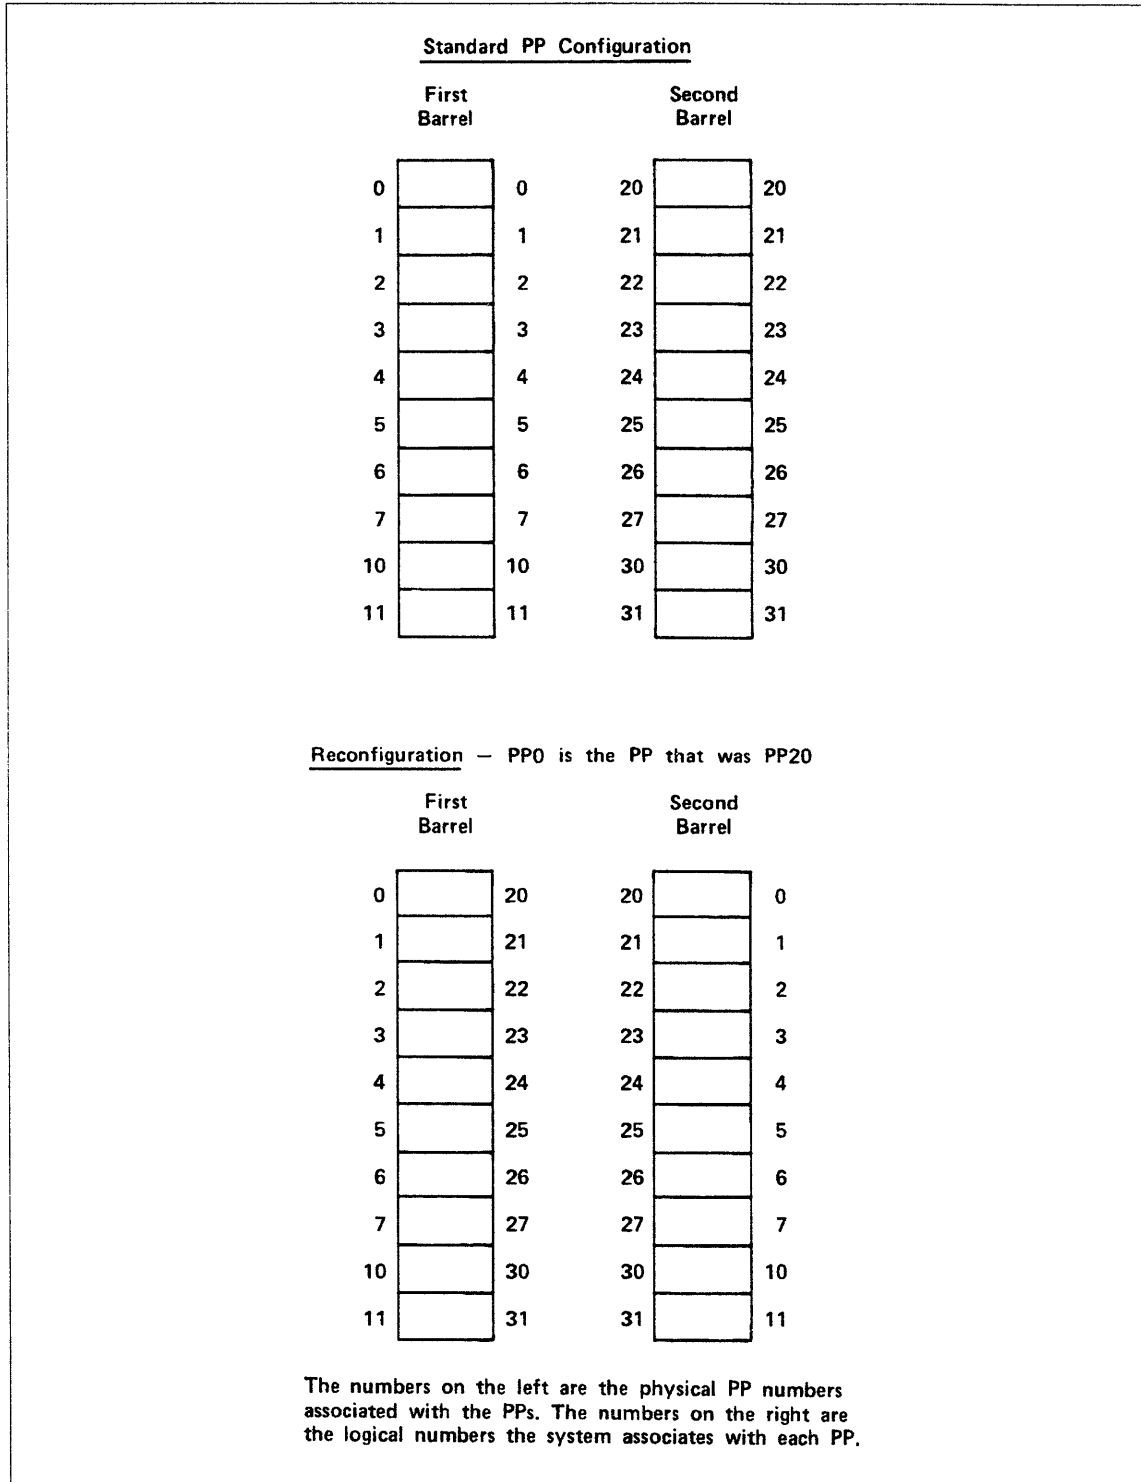 Standard PP Configuration
First Second
Barrel Barrel
0 0 20 20
1 1 21 21
2 2 22 22
3 3 23 23
4 4 24 24
5 5 25 25
6 6 26 26
7 7 27 27
10 10 30 30
11 11 31 31
Reconfiguration — PP0 is the PP that was PP20
First Second
Barrel Barrel
0 20 20 0
1 21 21 1
2 22 22 2
3 23 23 3
4 24 24 4
5 25 25 5
6 26 26 6
7 27 27 7
10 30 30 10
11 31 31 11
The numbers on the left are the physical PP numbers
associated with the PPs. The numbers on the right are
the logical numbers the system associates with each PP.